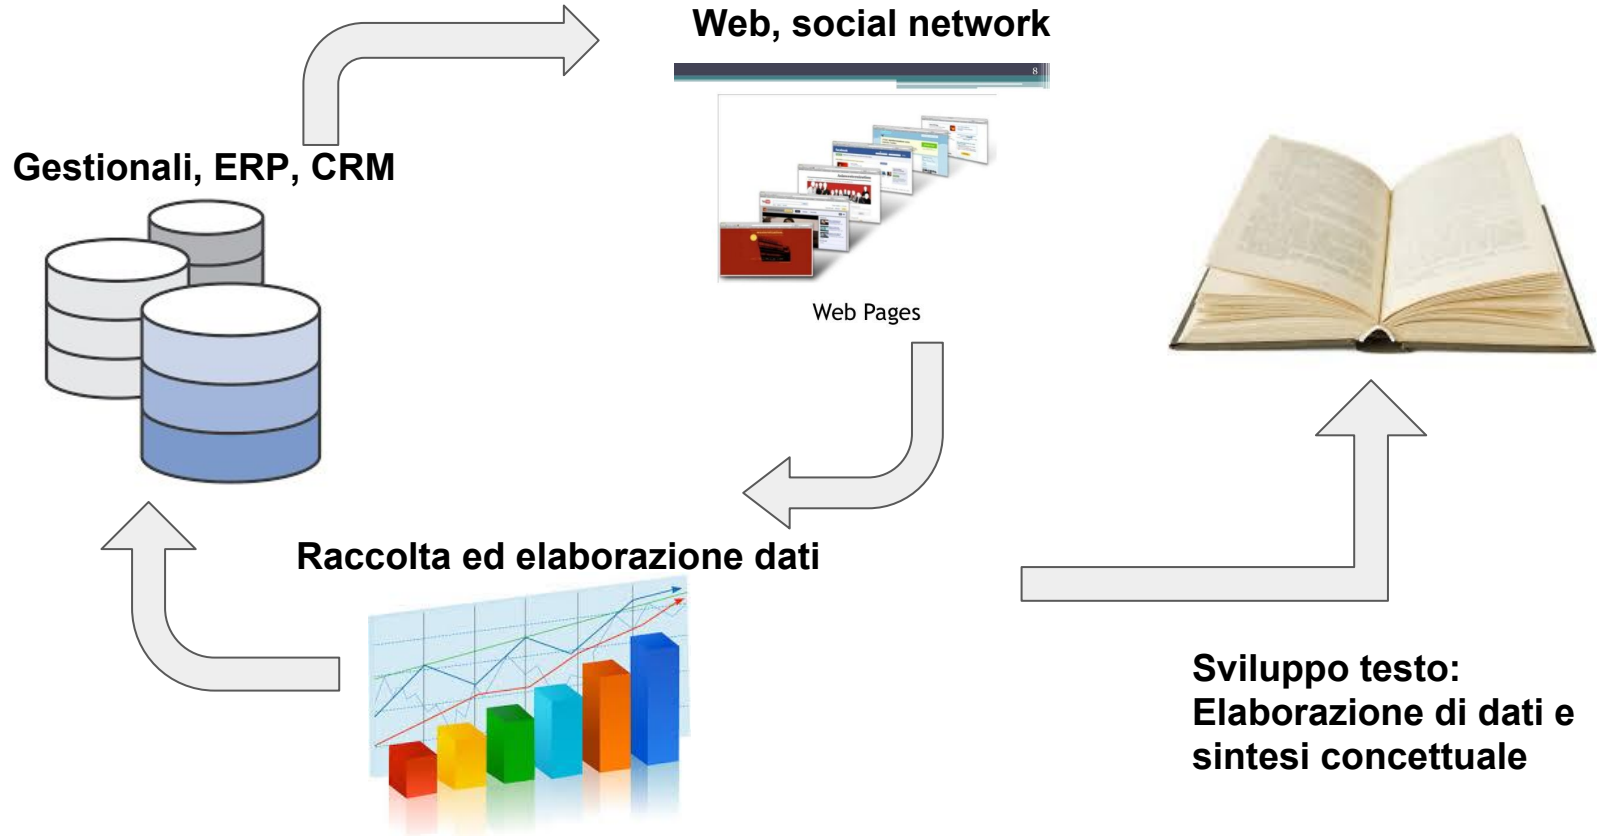 Web, social network
8
Gestionali, ERP, CRM
Web Pages
Raccolta ed elaborazione dati
Sviluppo testo:
Elaborazione di dati e
sintesi concettuale